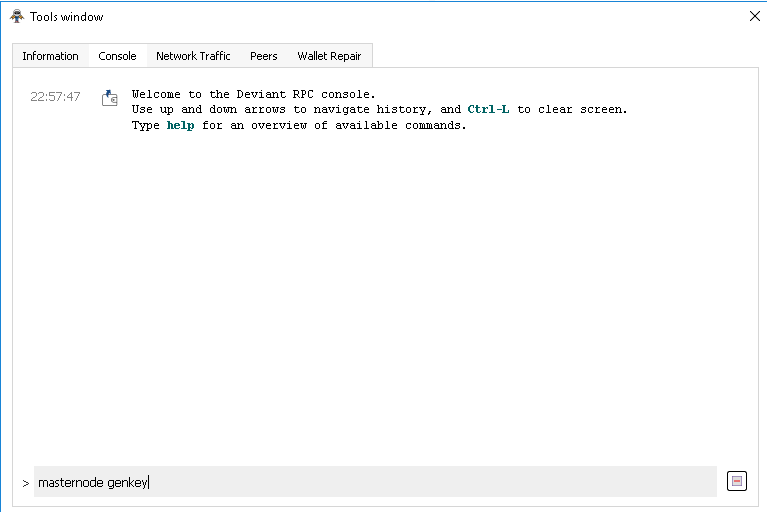 Tools window
Information Console Network Traffic Peers Wallet Repair
22:57:47 Welcome to the Deviant RPC console.
Use up and down arrows to navigate history, and Ctrl-L to clear screen.
Type help for an overview of available commands.
> masternode genkey